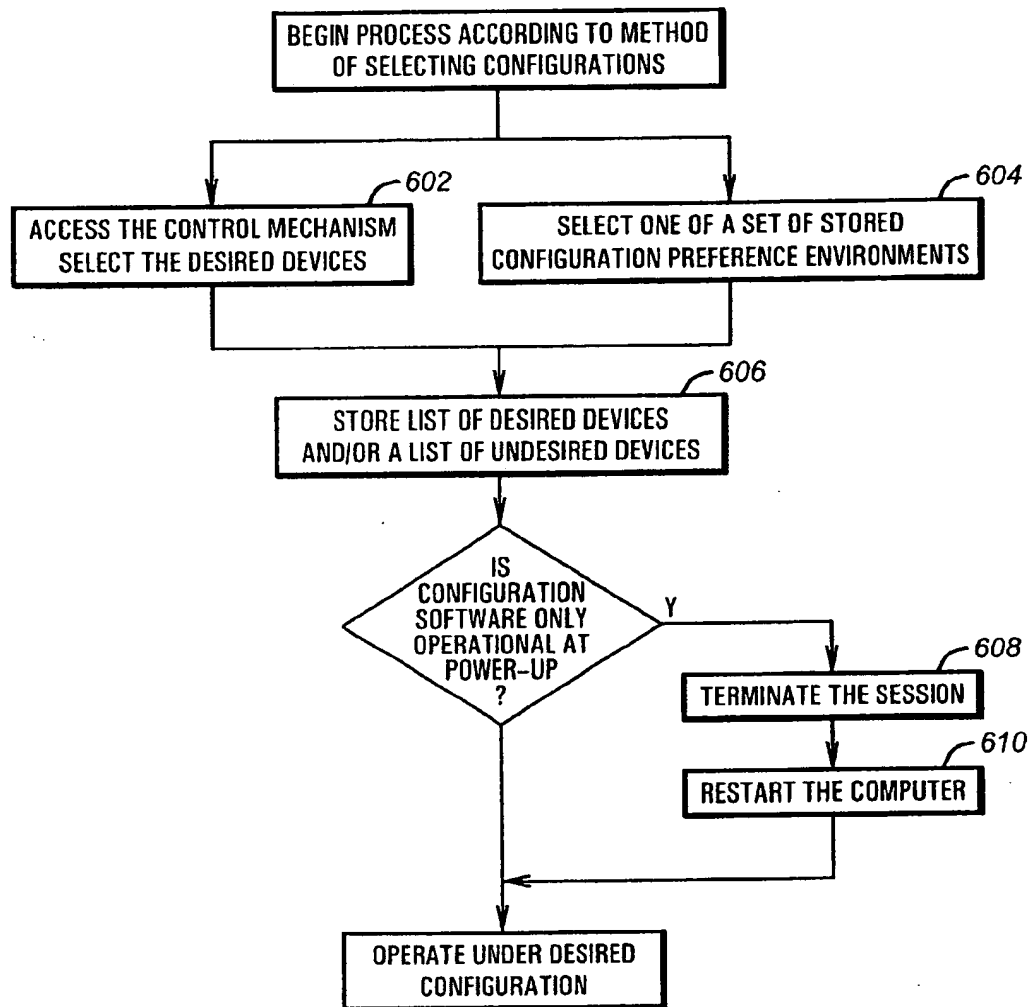 BEGIN PROCESS ACCORDING TO METHOD
OF SELECTING CONFIGURATIONS
602
604
ACCESS THE CONTROL MECHANISM
SELECT THE DESIRED DEVICES
SELECT ONE OF A SET OF STORED
CONFIGURATION PREFERENCE ENVIRONMENTS
606
STORE LIST OF DESIRED DEVICES
AND/OR A LIST OF UNDESIRED DEVICES
IS
CONFIGURATION
SOFTWARE ONLY
OPERATIONAL AT
POWER-UP
?
Y
608
TERMINATE THE SESSION
610
RESTART THE COMPUTER
OPERATE UNDER DESIRED
CONFIGURATION